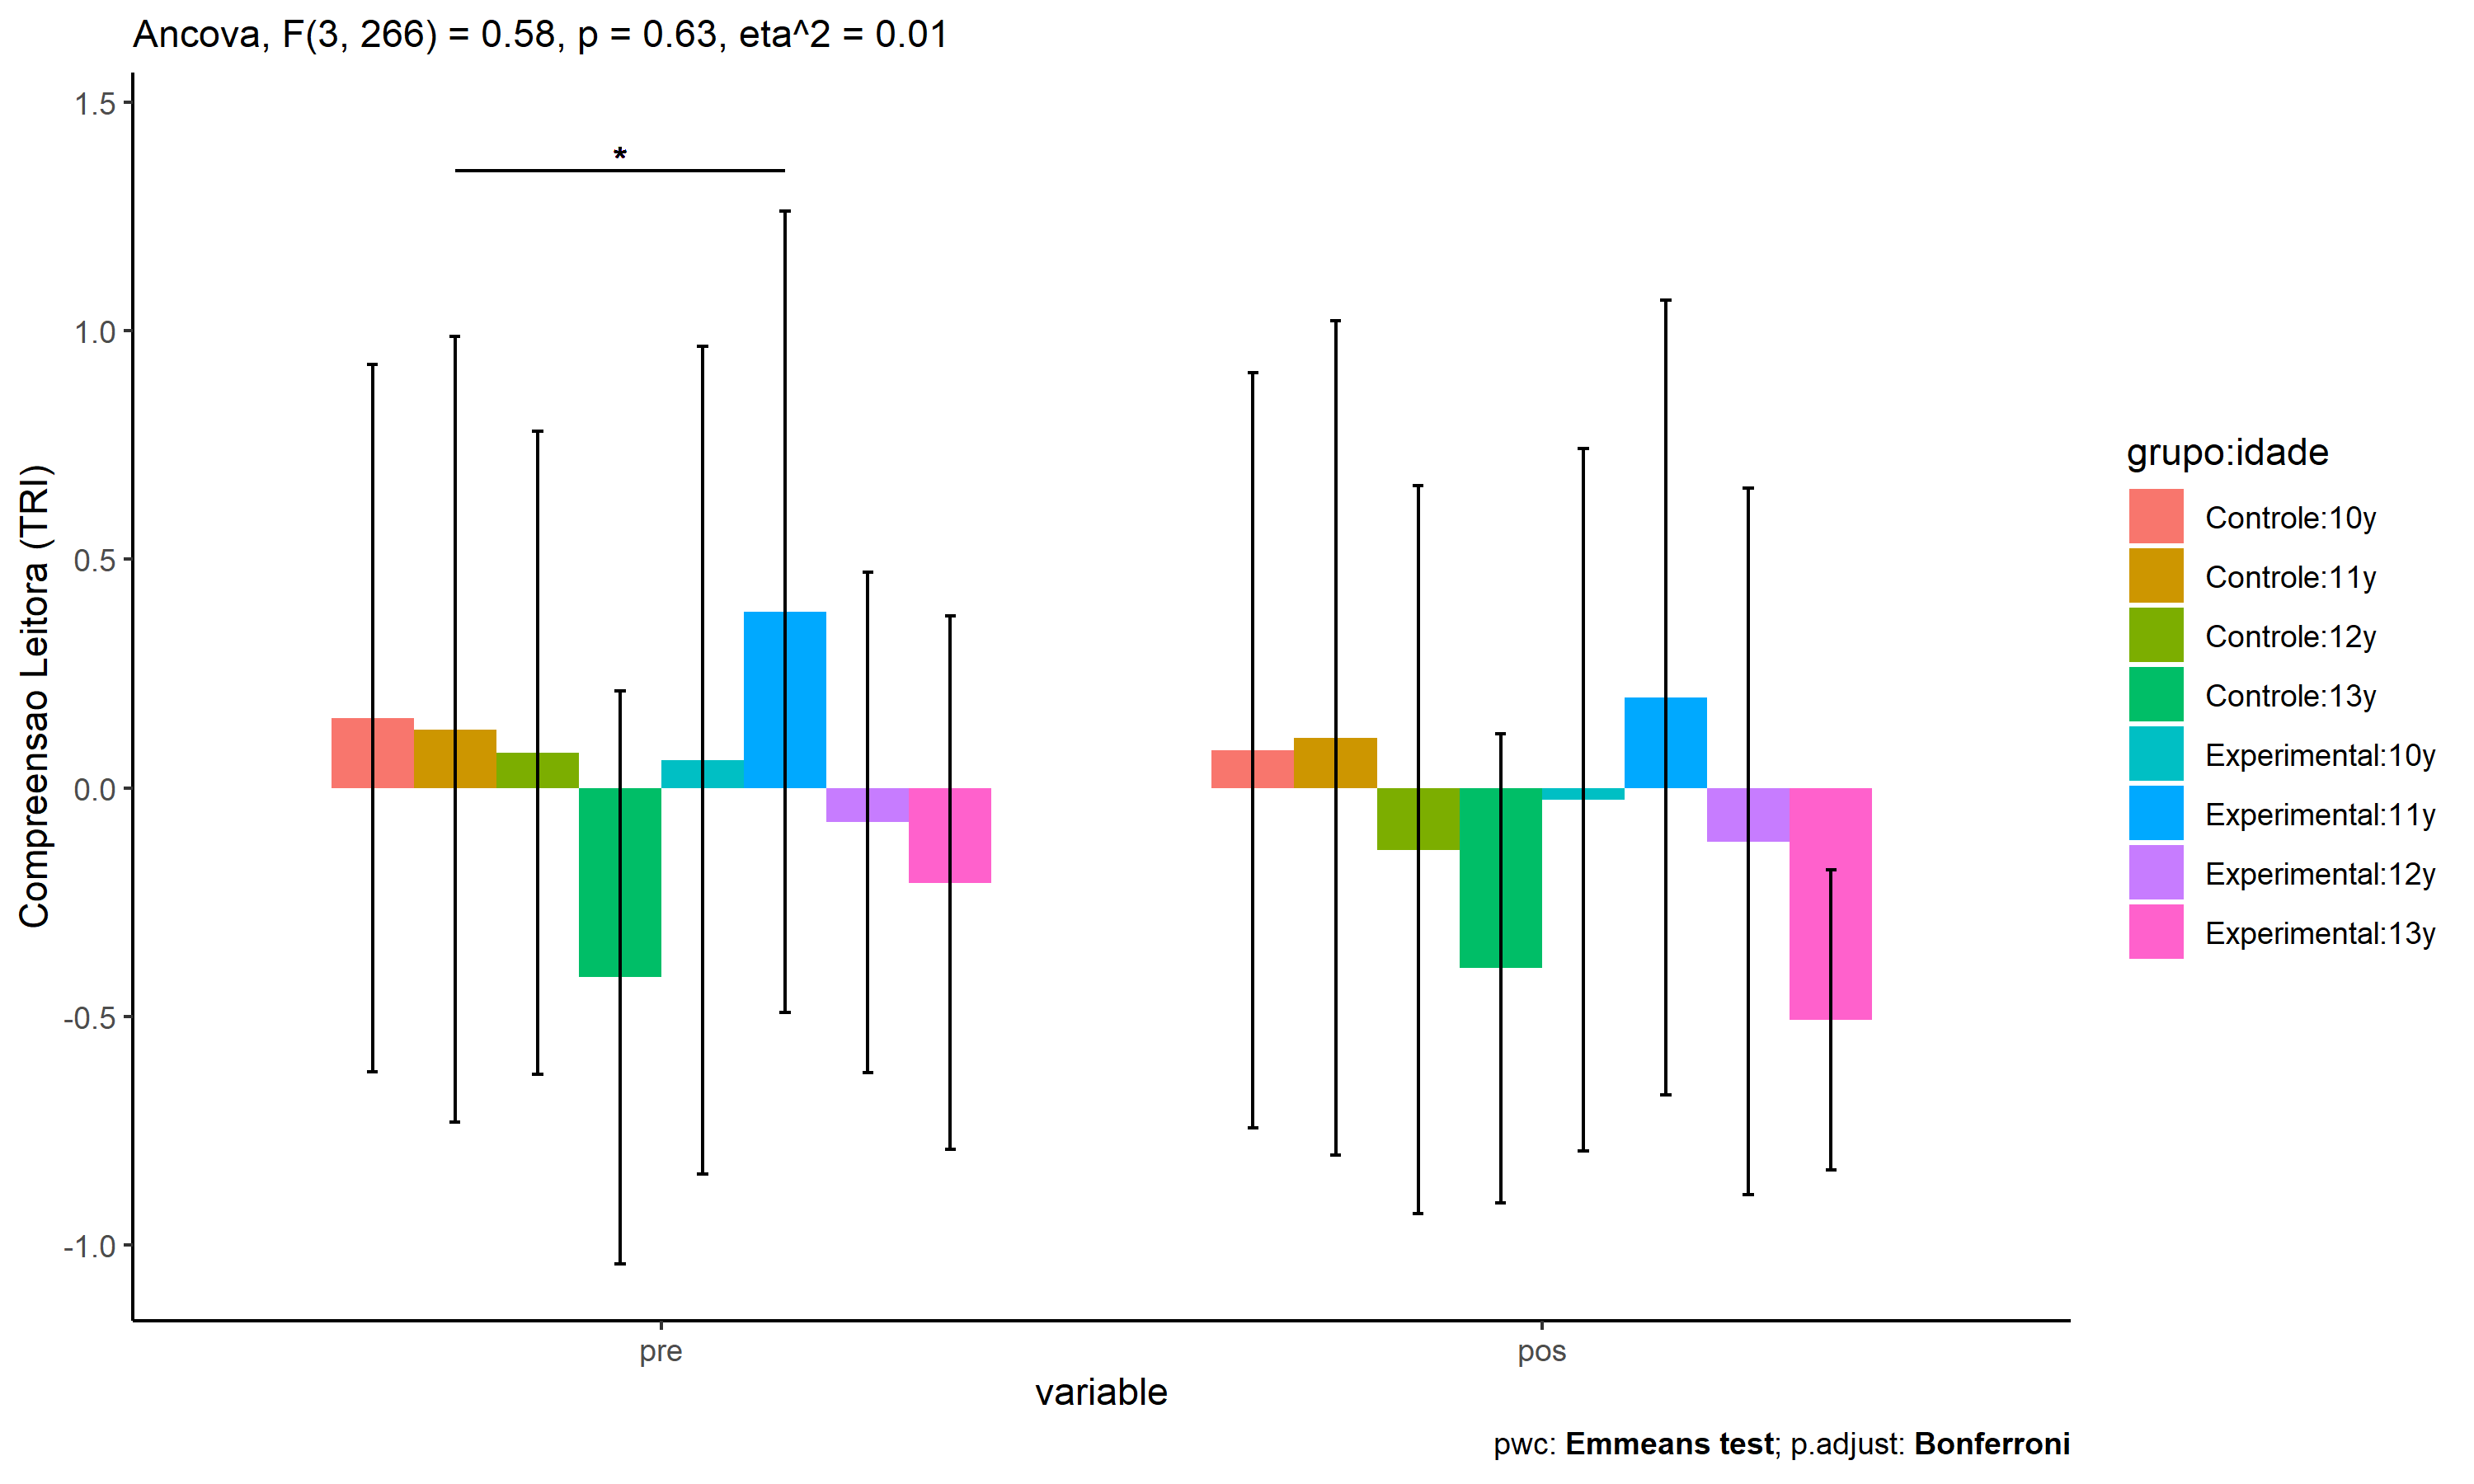 Ancova, F(3, 266) = 0.58, p = 0.63, eta^2 = 0.01
1.5
1.0
0.5
0.0
-0.5
-1.0
Compreensao Leitora (TRI)
*
pre
pos
variable
grupo:idade
Controle:10y
Controle:11y
Controle:12y
Controle:13y
Experimental:10y
Experimental:11y
Experimental:12y
Experimental:13y
pwc: Emmeans test; p.adjust: Bonferroni